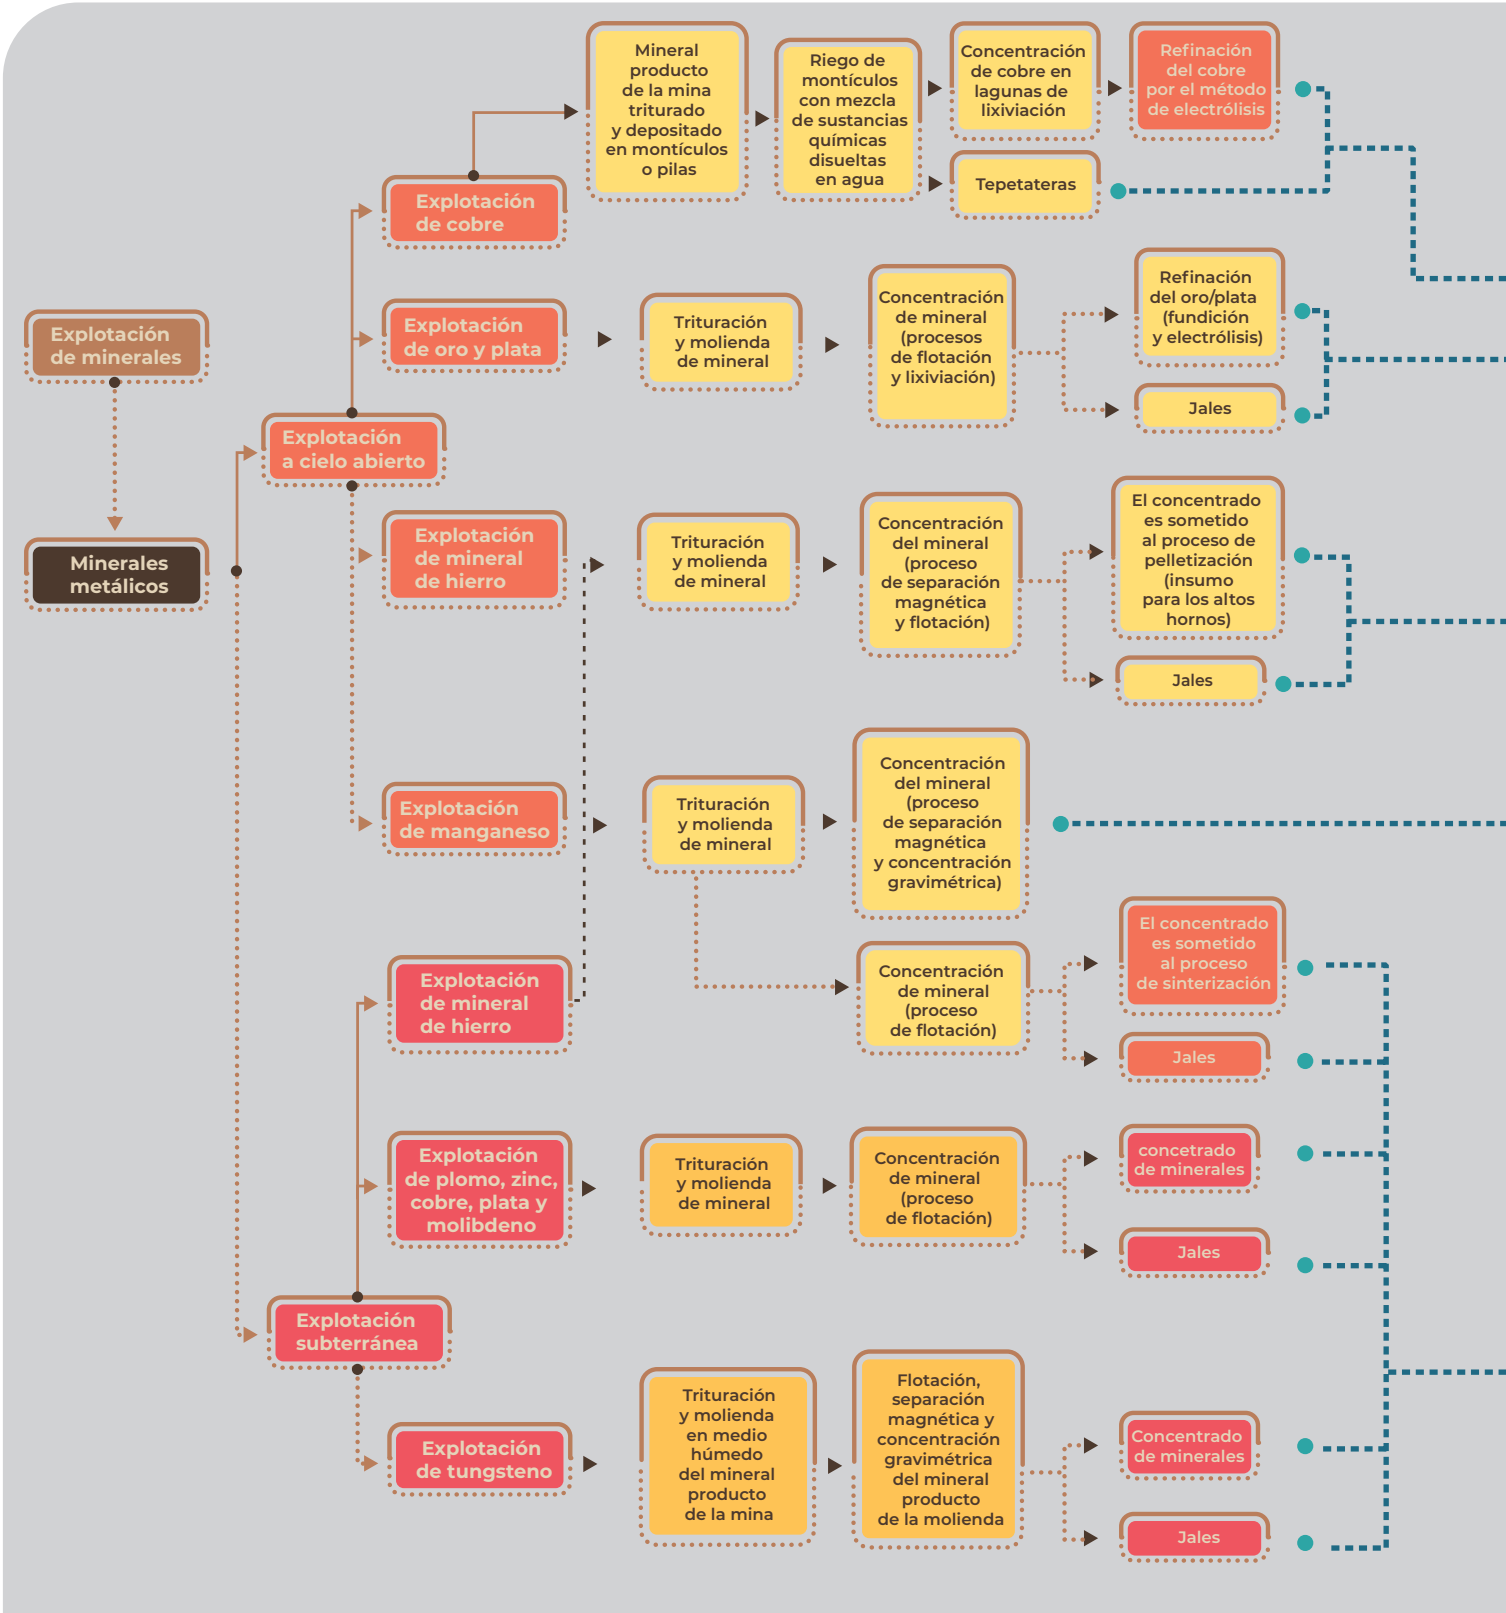 Mineral
producto
de la mina
triturado
y depositado
en montículos
o pilas
Riego de
montículos
con mezcla
de sustancias
químicas
disueltas
en agua
Concentración
de cobre en
lagunas de
lixiviación
Refinación
del cobre
por el método
de electrólisis
Tepetateras
Explotación
de cobre
Explotación
de minerales
Explotación
de oro y plata
Trituración
y molienda
de mineral
Concentración
de mineral
(procesos
de flotación
y lixiviación)
Refinación
del oro/plata
(fundición
y electrólisis)
Jales
Explotación
a cielo abierto
Minerales
metálicos
Explotación
de mineral
de hierro
Trituración
y molienda
de mineral
Concentración
del mineral
(proceso
de separación
magnética
y flotación)
El concentrado
es sometido
al proceso de
pelletización
(insumo
para los altos
hornos)
Jales
Explotación
de manganeso
Trituración
y molienda
de mineral
Concentración
del mineral
(proceso
de separación
magnética
y concentración
gravimétrica)
Concentración
de mineral
(proceso
de flotación)
El concentrado
es sometido
al proceso
de sinterización
Jales
Explotación
de mineral
de hierro
Explotación
de plomo, zinc,
cobre, plata y
molibdeno
Trituración
y molienda
de mineral
Concentración
de mineral
(proceso
de flotación)
concetrado
de minerales
Jales
Explotación
subterránea
Explotación
de tungsteno
Trituración
y molienda
en medio
húmedo
del mineral
producto
de la mina
Flotación,
separación
magnética y
concentración
gravimétrica
del mineral
producto
de la molienda
Concentrado
de minerales
Jales